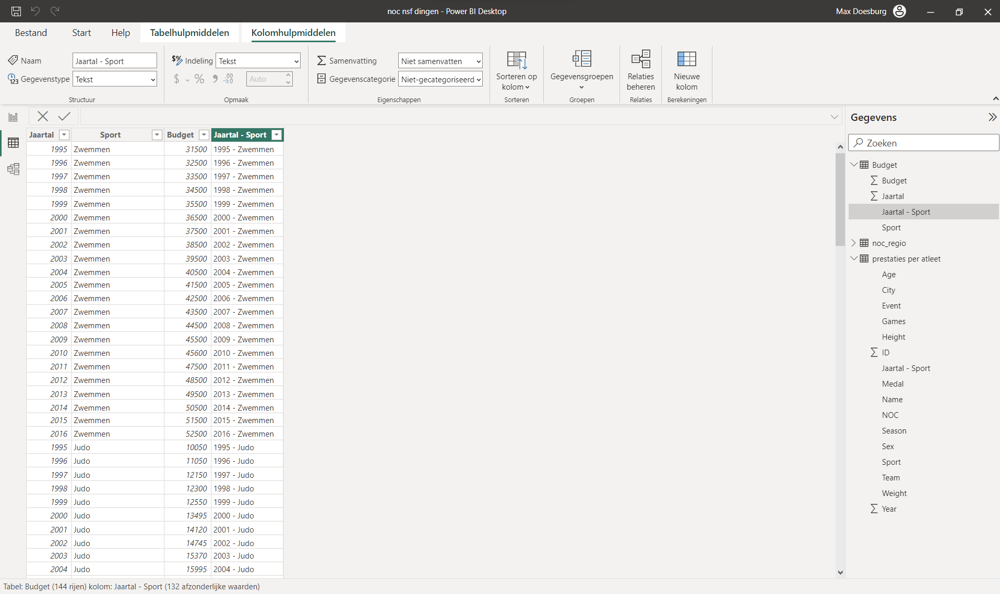 noc nsf dingen - Power BI Desktop
Max Doesburg
Bestand Start Help Tabelhulpmiddelen Kolomhulpmiddelen
Naam Jaartal - Sport
Gegevenstype Tekst
Structuur
$% Indeling Tekst
$ % Auto
Opmaak
Samenvatting Niet samenvatten
Gegevenscategorie Niet-gecategoriseerd
Eigenschappen
Sorteren op
kolom
Sorteren
Gegevensgroepen
Groepen
Relaties
beheren
Relaties
Nieuwe
kolom
Berekeningen
Jaartal Sport Budget Jaartal - Sport
1995 Zwemmen 31500 1995 - Zwemmen
1996 Zwemmen 32500 1996 - Zwemmen
1997 Zwemmen 33500 1997 - Zwemmen
1998 Zwemmen 34500 1998 - Zwemmen
1999 Zwemmen 35500 1999 - Zwemmen
2000 Zwemmen 36500 2000 - Zwemmen
2001 Zwemmen 37500 2001 - Zwemmen
2002 Zwemmen 38500 2002 - Zwemmen
2003 Zwemmen 39500 2003 - Zwemmen
2004 Zwemmen 40500 2004 - Zwemmen
2005 Zwemmen 41500 2005 - Zwemmen
2006 Zwemmen 42500 2006 - Zwemmen
2007 Zwemmen 43500 2007 - Zwemmen
2008 Zwemmen 44500 2008 - Zwemmen
2009 Zwemmen 45500 2009 - Zwemmen
2010 Zwemmen 45600 2010 - Zwemmen
2011 Zwemmen 47500 2011 - Zwemmen
2012 Zwemmen 48500 2012 - Zwemmen
2013 Zwemmen 49500 2013 - Zwemmen
2014 Zwemmen 50500 2014 - Zwemmen
2015 Zwemmen 51500 2015 - Zwemmen
2016 Zwemmen 52500 2016 - Zwemmen
1995 Judo 10050 1995 - Judo
1996 Judo 11050 1996 - Judo
1997 Judo 12150 1997 - Judo
1998 Judo 12300 1998 - Judo
1999 Judo 12550 1999 - Judo
2000 Judo 13495 2000 - Judo
2001 Judo 14120 2001 - Judo
2002 Judo 14745 2002 - Judo
2003 Judo 15370 2003 - Judo
2004 Judo 15995 2004 - Judo
Gegevens
Zoeken
Budget
Budget
Jaartal
Jaartal - Sport
Sport
noc_regio
prestaties per atleet
Age
City
Event
Games
Height
ID
Jaartal - Sport
Medal
Name
NOC
Season
Sex
Sport
Team
Weight
Year
Tabel: Budget (144 rijen) kolom: Jaartal - Sport (132 afzonderlijke waarden)